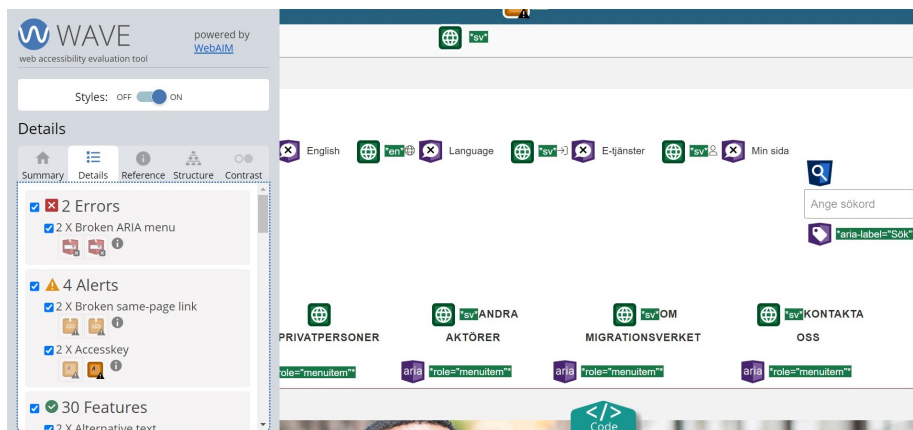 WAVE
powered by
WebAIM
web accessibility evaluation tool
Styles: OFF ON
Details
Summary Details Reference Structure Contrast
2 Errors
2 X Broken ARIA menu
4 Alerts
2 X Broken same-page link
2 X Accesskey
30 Features
2 X Alternative text
*"sv"*
English *"en"* Language *"sv"* E-tjänster *"sv"* Min sida
Ange sökord
*aria-label="Sök"
*"sv"*ANDRA *"sv"*OM *"sv"*KONTAKTA
PRIVATPERSONER AKTÖRER MIGRATIONSVERKET OSS
role="menuitem"* aria *role="menuitem"* aria *role="menuitem"* aria *role="menuitem"*
</>
Code